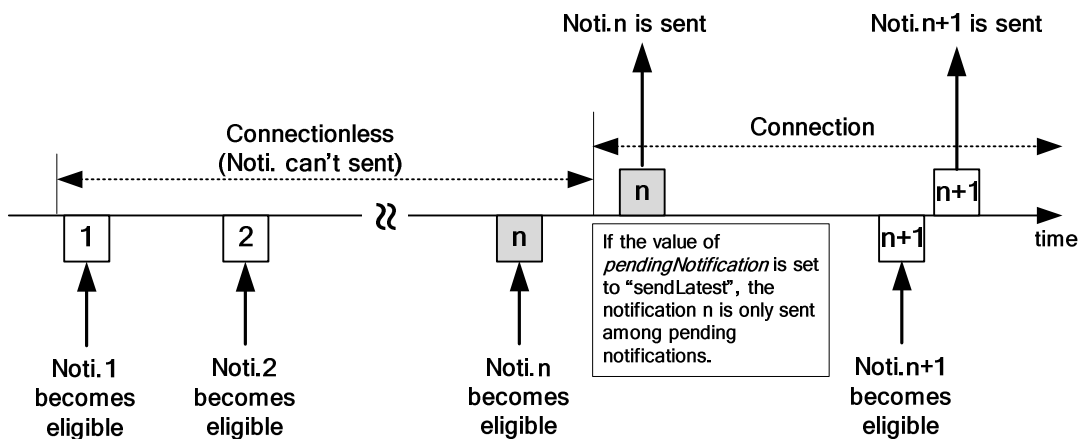 Noti.n is sent
Noti.n+1 is sent
Connectionless
(Noti. can't sent)
Connection
n
n+1
1
2
n
n+1
time
If the value of
pendingNotification is set
to “sendLatest”, the
notification n is only sent
among pending
notifications.
Noti.1
becomes
eligible
Noti.2
becomes
eligible
Noti.n
becomes
eligible
Noti.n+1
becomes
eligible